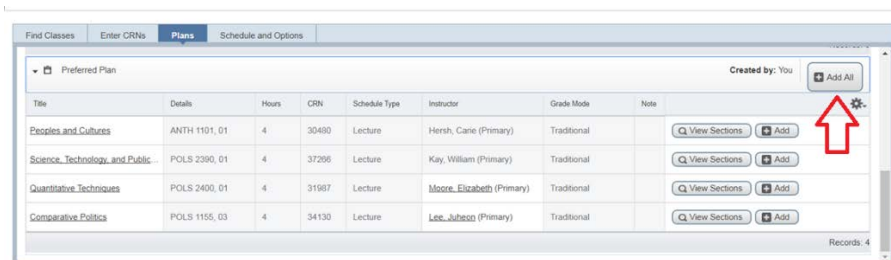 Find Classes Enter CRNs Plans Schedule and Options
Preferred Plan Created by: You Add All
Title Details Hours CRN Schedule Type Instructor Grade Mode Note
Peoples and Cultures ANTH 1101, 01 4 30480 Lecture Hersh, Carie (Primary) Traditional View Sections Add
Science, Technology, and Public... POLS 2390, 01 4 37266 Lecture Kay, William (Primary) Traditional View Sections Add
Quantitative Techniques POLS 2400, 01 4 31987 Lecture Moore, Elizabeth (Primary) Traditional View Sections Add
Comparative Politics POLS 1155, 03 4 34130 Lecture Lee, Juheon (Primary) Traditional View Sections Add
Records: 4